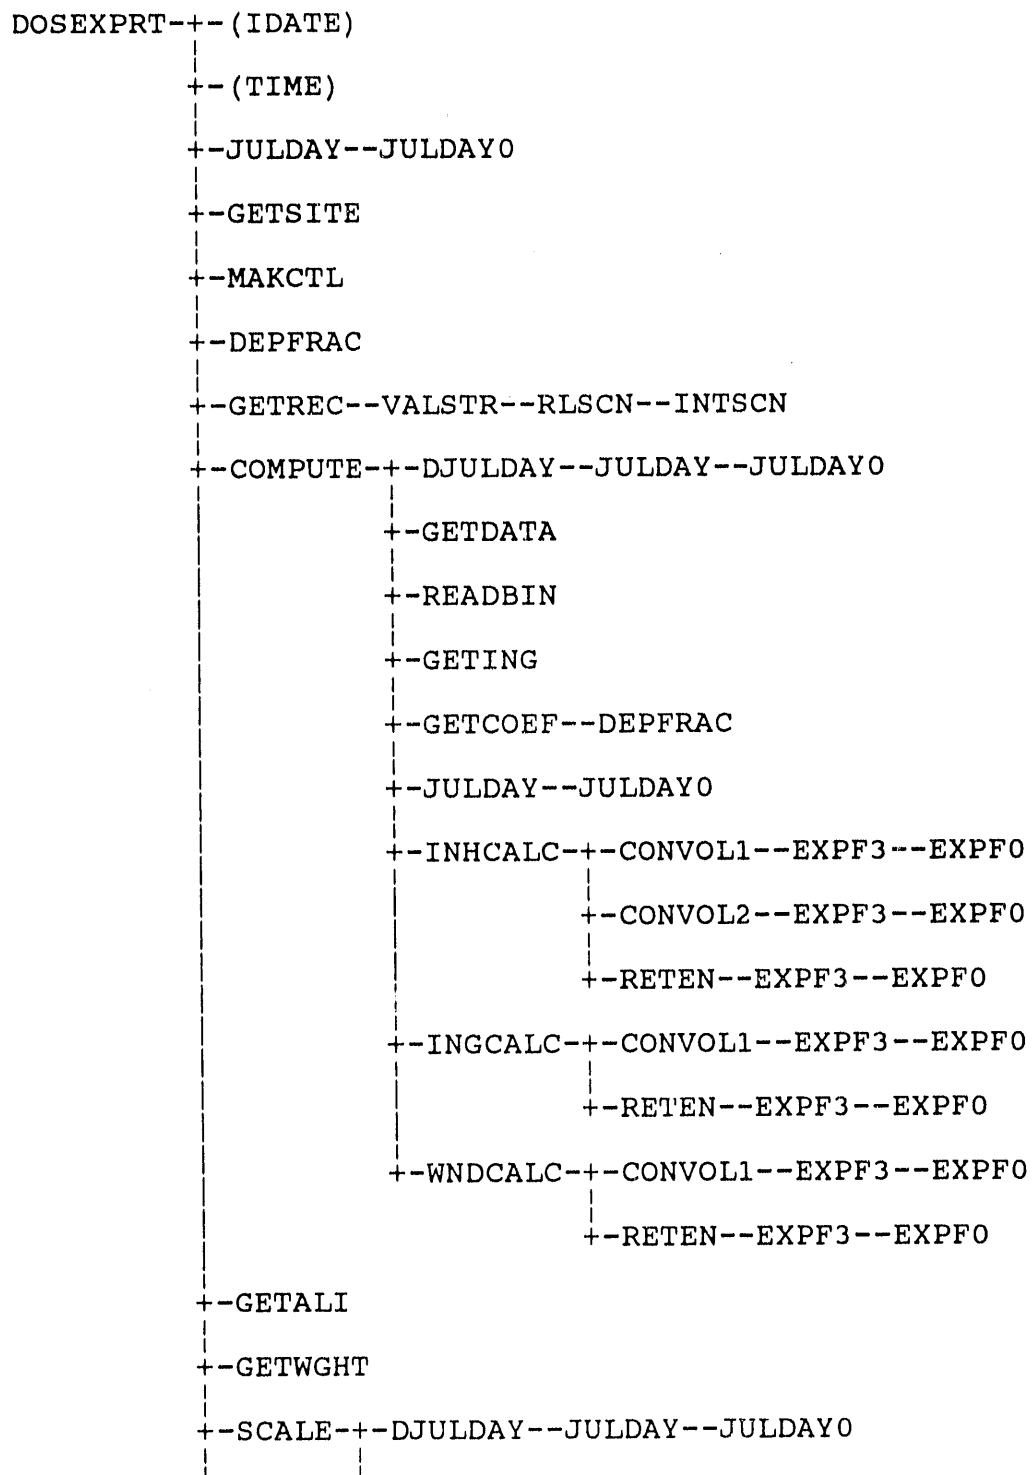 DOSEXPRT-+-(IDATE)
+-(TIME)
+-JULDAY--JULDAY0
+-GETSITE
+-MAKCTL
+-DEPFRAC
+-GETREC--VALSTR--RLSCN--INTSCN
+-COMPUTE-+-DJULDAY--JULDAY--JULDAY0
+-GETDATA
+-READBIN
+-GETING
+-GETCOEF--DEPFRAC
+-JULDAY--JULDAY0
+-INHCALC-+-CONVOL1--EXPF3--EXPF0
+-CONVOL2--EXPF3--EXPF0
+-RETEN--EXPF3--EXPF0
+-INGCALC-+-CONVOL1--EXPF3--EXPF0
+-RETEN--EXPF3--EXPF0
+-WNDCALC-+-CONVOL1--EXPF3--EXPF0
+-RETEN--EXPF3--EXPF0
+-GETALI
+-GETWGHT
+-SCALE-+-DJULDAY--JULDAY--JULDAY0